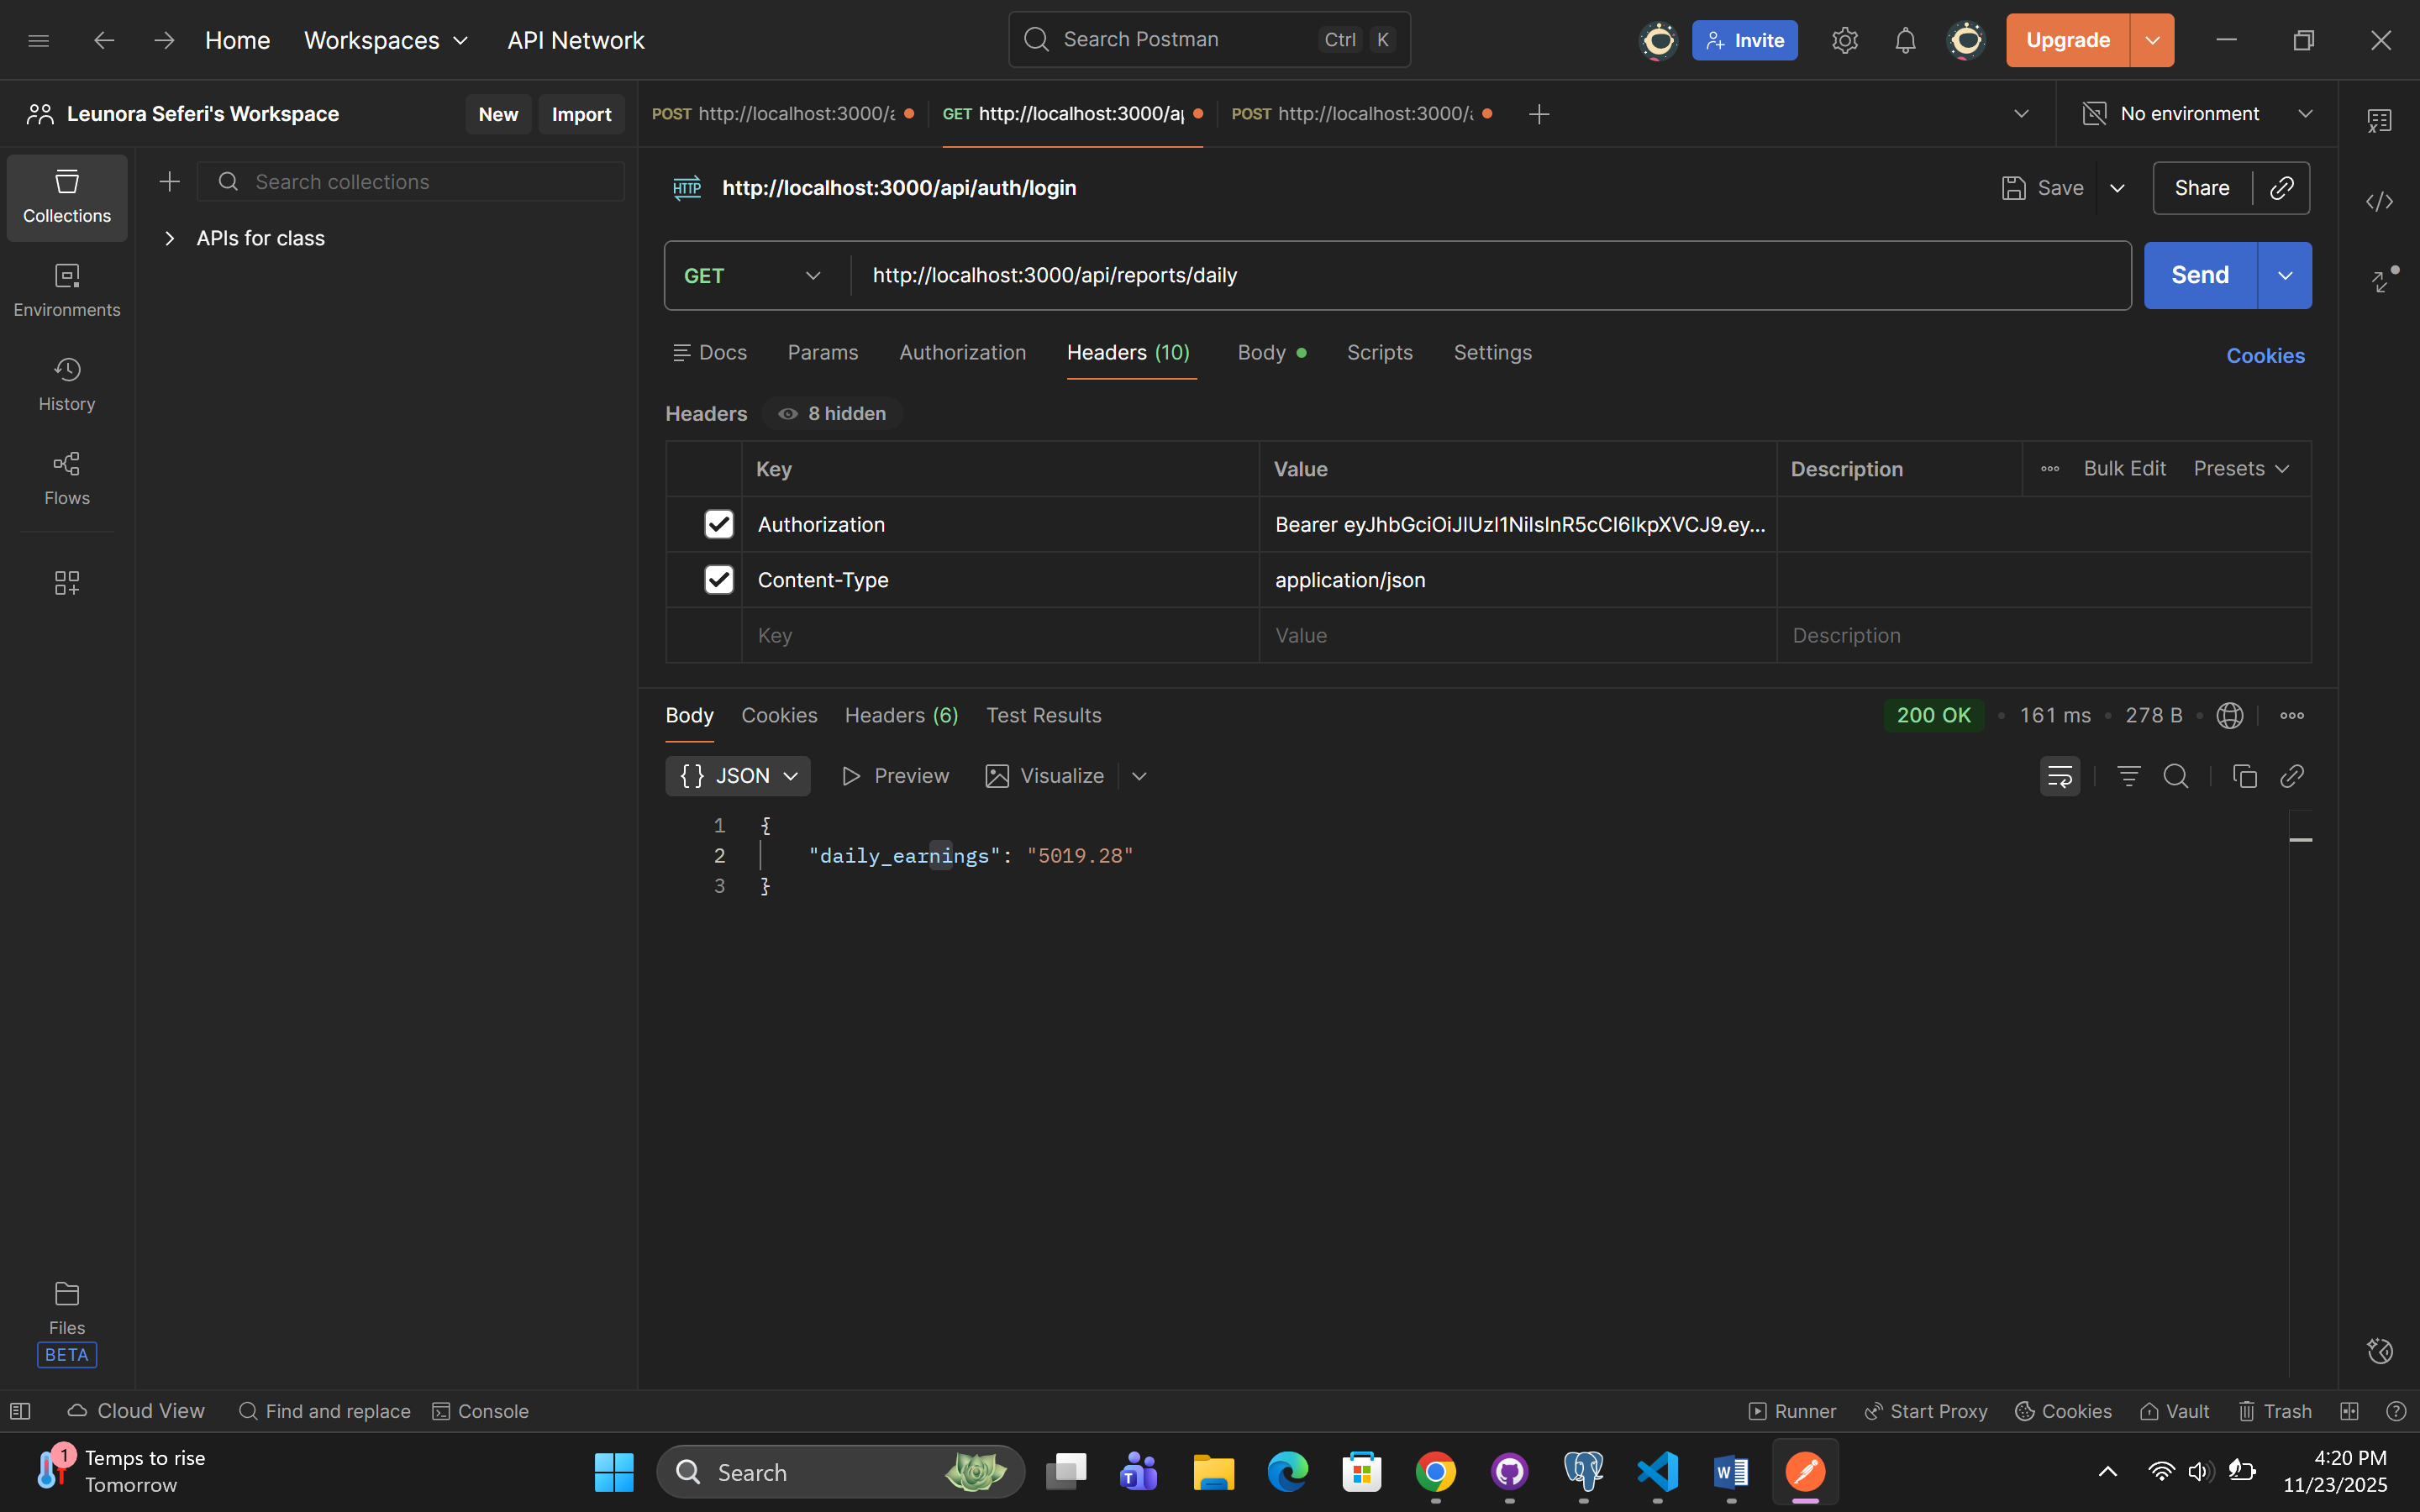 Home
Workspaces
API Network
Search Postman
Ctrl K
Invite
Upgrade
Leunora Seferi's Workspace
New
Import
POST http://localhost:3000/a
GET http://localhost:3000/ap
POST http://localhost:3000/a
No environment
Collections
Environments
History
Flows
Files
BETA
Search collections
APIs for class
HTTP
http://localhost:3000/api/auth/login
Save
Share
GET
http://localhost:3000/api/reports/daily
Send
Docs
Params
Authorization
Headers (10)
Body
Scripts
Settings
Cookies
Headers
8 hidden
Key Value Description
Bulk Edit
Presets
Authorization Bearer eyJhbGciOiJIUzI1NiIsInR5cCI6IkpXVCJ9.ey...
Content-Type application/json
Key Value Description
Body
Cookies
Headers (6)
Test Results
200 OK
161 ms
278 B
{} JSON
Preview
Visualize
1 {
2 "daily_earnings": "5019.28"
3 }
Cloud View
Find and replace
Console
Runner
Start Proxy
Cookies
Vault
Trash
1
Temps to rise
Tomorrow
Search
T
W
4:20 PM
11/23/2025